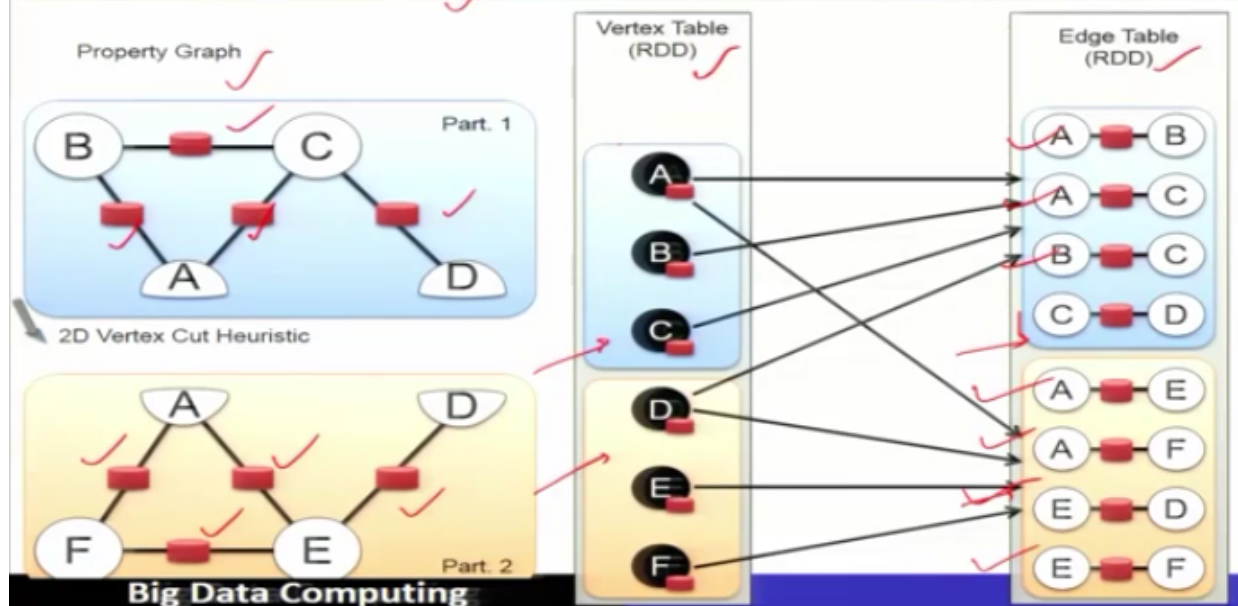 Property Graph
Part. 1
B
C
A
D
2D Vertex Cut Heuristic
A
D
F
E
Part. 2
Big Data Computing
Vertex Table
(RDD)
A
B
C
D
E
F
Edge Table
(RDD)
A B
A C
B C
C D
A E
A F
E D
E F